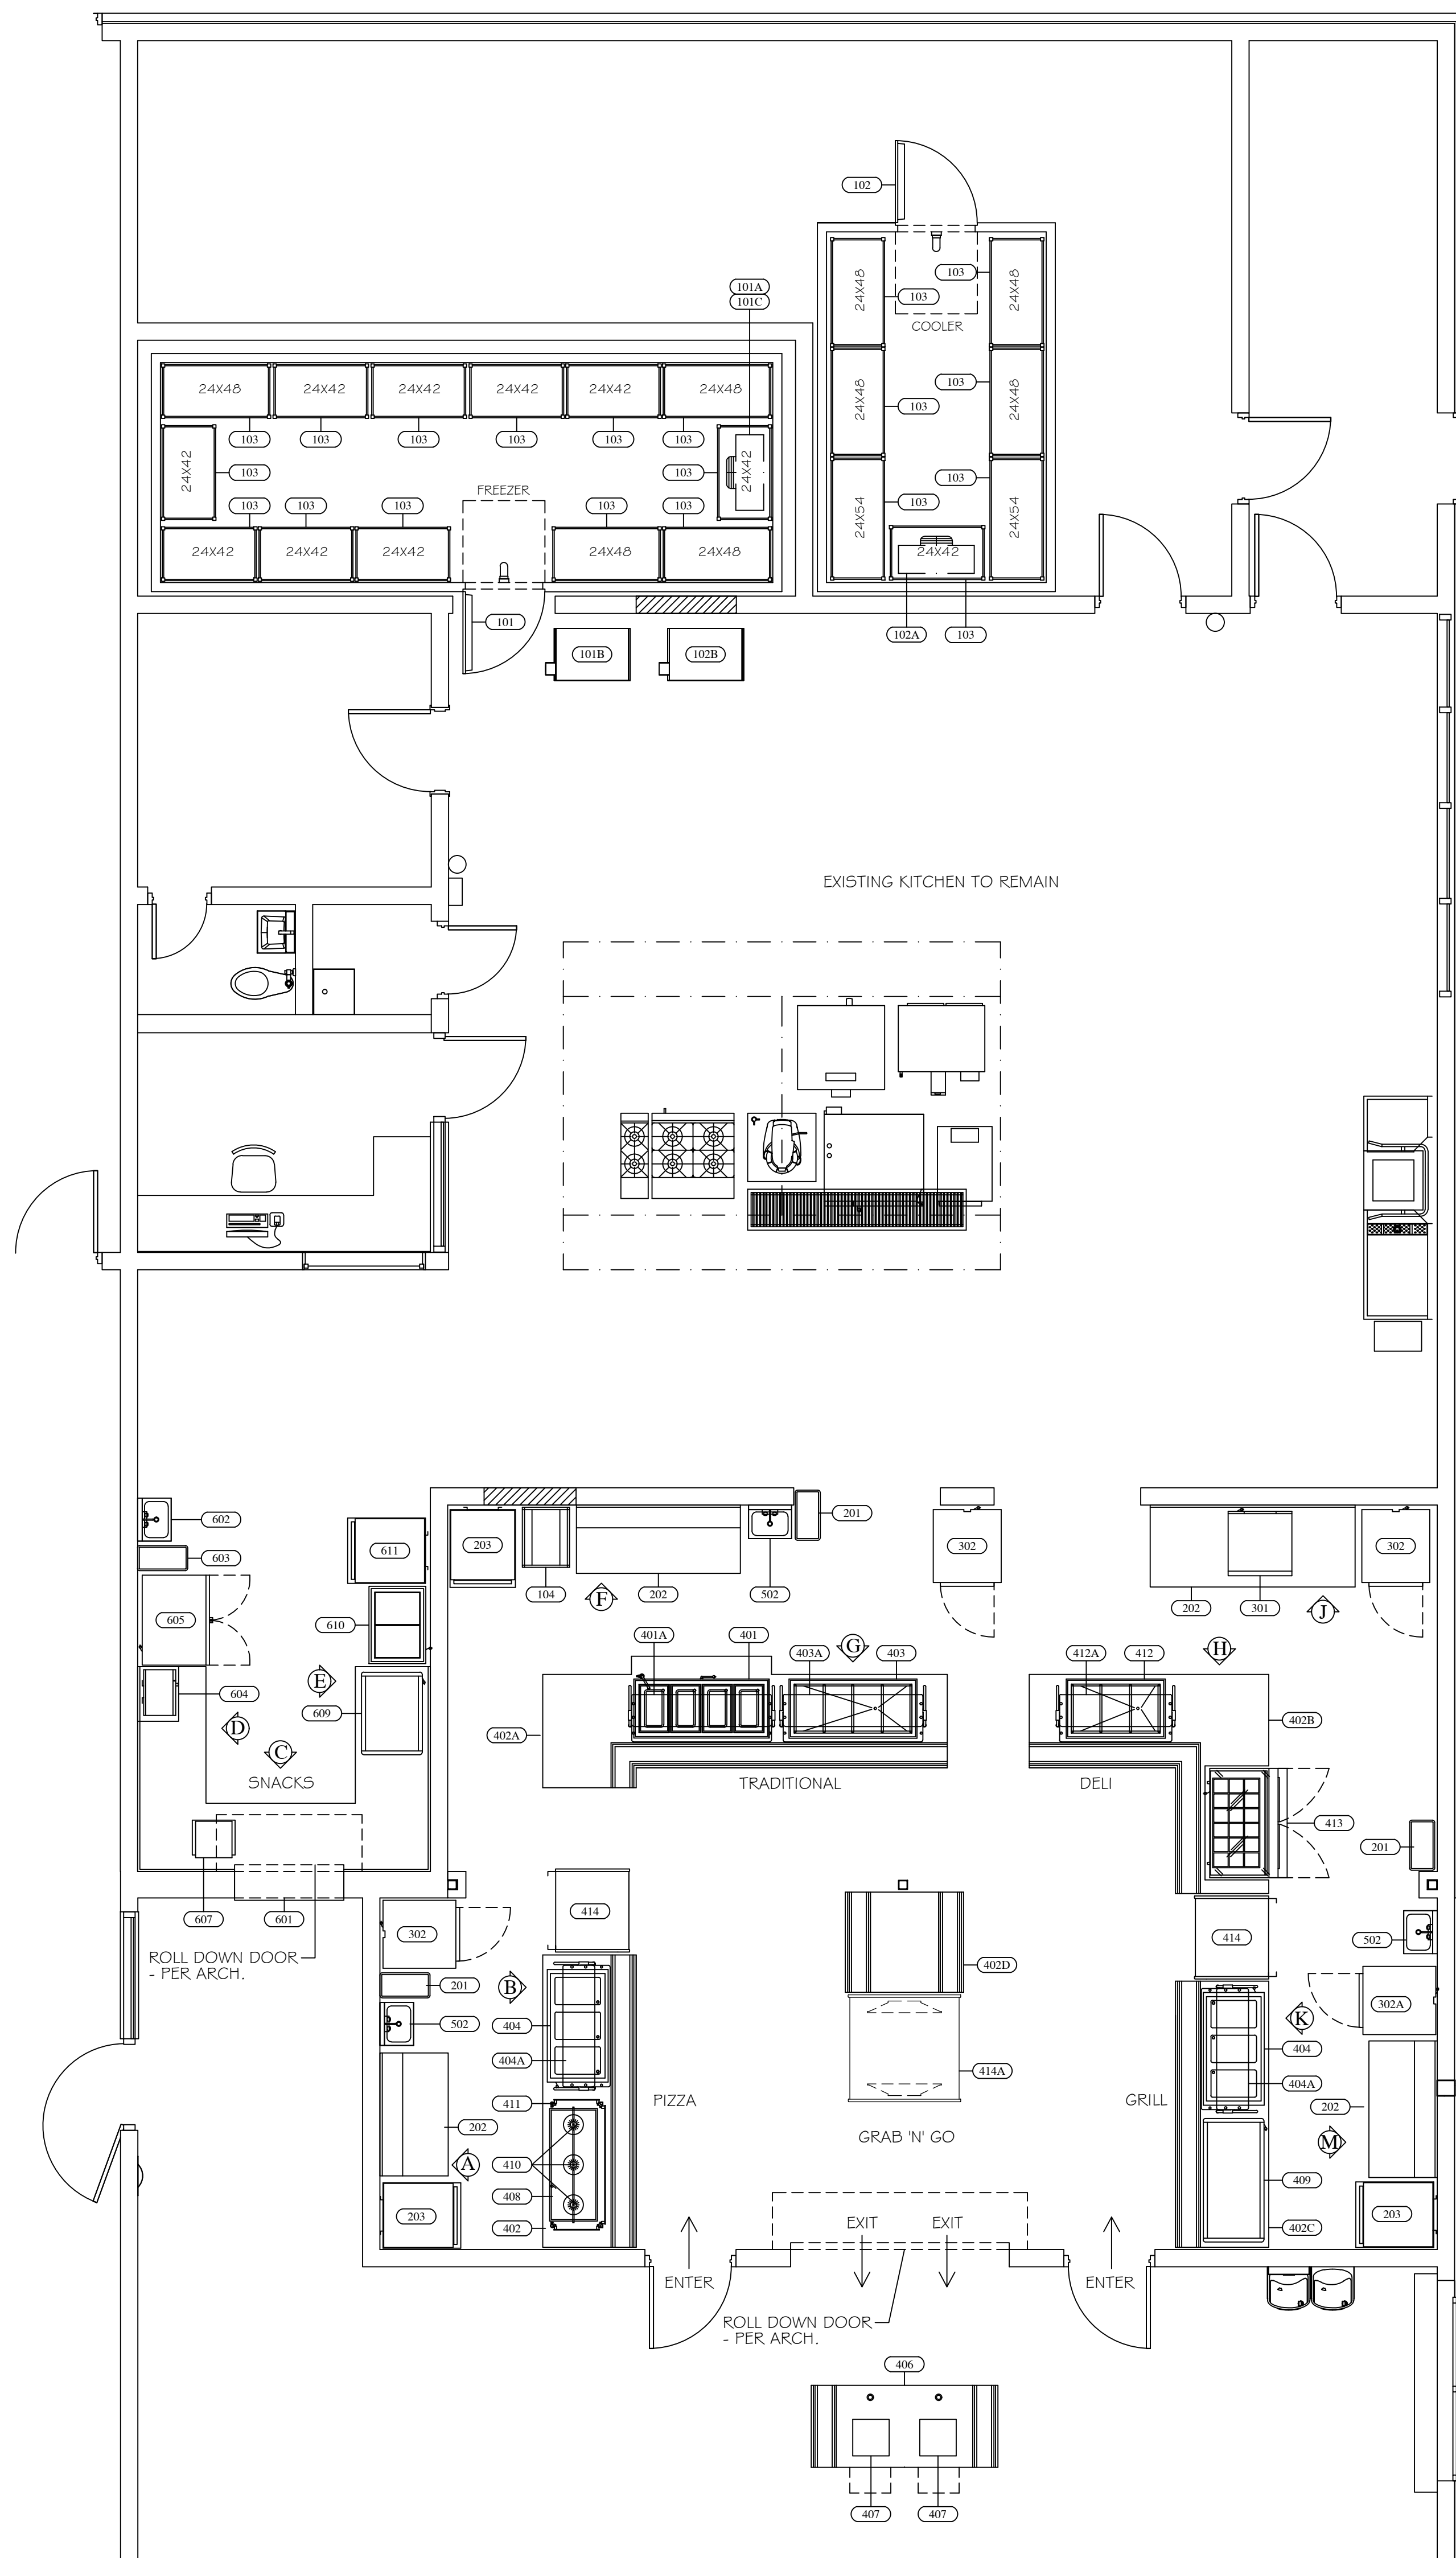 102
101A
101C
24X48
103
103
24X48
COOLER
24X48
24X42
24X42
24X42
24X42
24X48
24X48
103
24X48
103
103
103
103
103
103
103
103
24X42
103
103
24X42
FREEZER
103
103
24X54
24X54
103
103
103
103
103
24X42
24X42
24X42
24X48
24X48
24X42
101
102A
103
101B
102B
EXISTING KITCHEN TO REMAIN
602
603
611
203
201
302
302
605
104
F
202
502
202
301
J
610
401A
401
G
403A
403
412A
412
H
E
604
609
D
402A
402B
C
SNACKS
TRADITIONAL
DELI
413
201
607
601
302
414
414
502
ROLL DOWN DOOR
- PER ARCH.
402D
201
B
302A
502
404
K
404
404A
414A
404A
411
PIZZA
GRILL
202
202
GRAB 'N' GO
M
A
410
408
409
203
402
203
402C
EXIT
EXIT
ENTER
ENTER
ROLL DOWN DOOR
- PER ARCH.
406
407
407